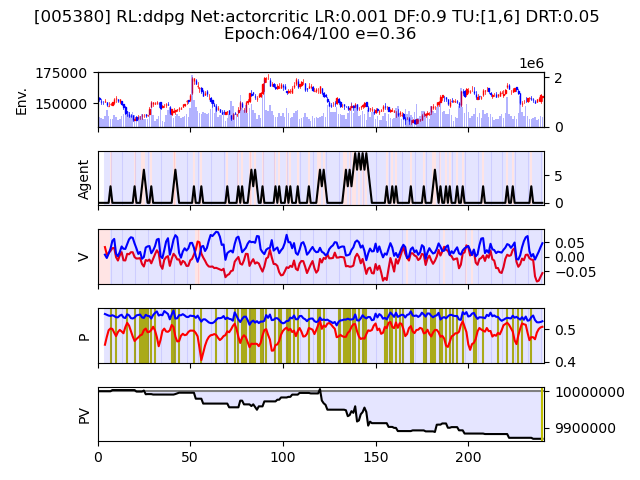 [005380] RL:ddpg Net:actorcritic LR:0.001 DF:0.9 TU:[1,6] DRT:0.05
Epoch:064/100 e=0.36
1e6
175000
150000
Env.
2
0
Agent
5
0
V
0.05
0.00
−0.05
P
0.5
0.4
PV
10000000
9900000
0
50
100
150
200